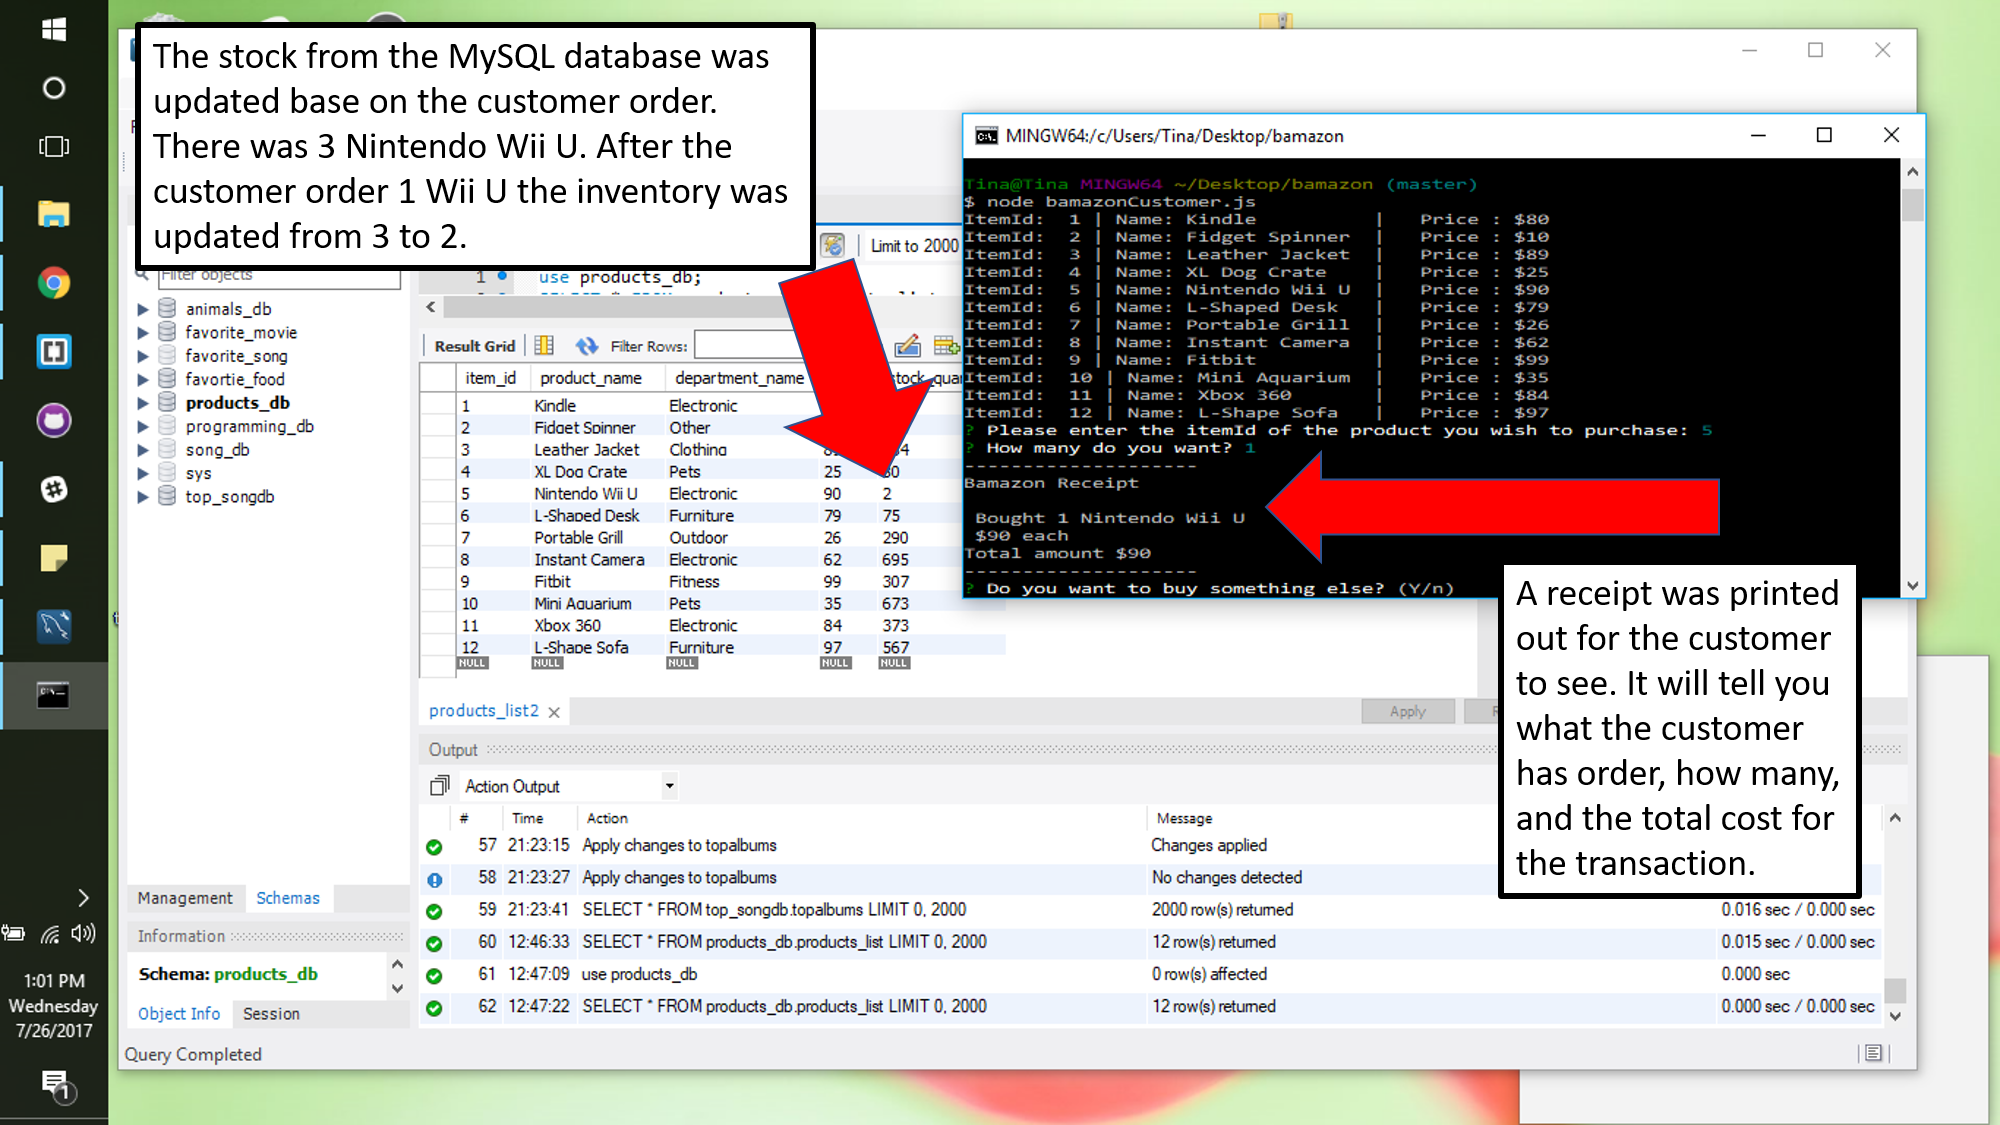 The stock from the MySQL database was
updated base on the customer order.
There was 3 Nintendo Wii U. After the
customer order 1 Wii U the inventory was
updated from 3 to 2.
Limit to 2000
Filter objects
1 use products_db;
animals_db
favorite_movie
favorite_song
favortie_food
products_db
programming_db
song_db
sys
top_songdb
Result Grid Filter Rows:
item_id product_name department_name
1 Kindle Electronic
2 Fidget Spinner Other
3 Leather Jacket Clothing
4 XL Dog Crate Pets 25
5 Nintendo Wii U Electronic 90 2
6 L-Shaped Desk Furniture 79 75
7 Portable Grill Outdoor 26 290
8 Instant Camera Electronic 62 695
9 Fitbit Fitness 99 307
10 Mini Aquarium Pets 35 673
11 Xbox 360 Electronic 84 373
12 L-Shape Sofa Furniture 97 567
NULL NULL NULL NULL NULL
products_list2
Apply
MINGW64:/c/Users/Tina/Desktop/bamazon
Tina@Tina MINGW64 ~/Desktop/bamazon (master)
$ node bamazonCustomer.js
ItemId: 1 | Name: Kindle | Price : $80
ItemId: 2 | Name: Fidget Spinner | Price : $10
ItemId: 3 | Name: Leather Jacket | Price : $89
ItemId: 4 | Name: XL Dog Crate | Price : $25
ItemId: 5 | Name: Nintendo Wii U | Price : $90
ItemId: 6 | Name: L-Shaped Desk | Price : $79
ItemId: 7 | Name: Portable Grill | Price : $26
ItemId: 8 | Name: Instant Camera | Price : $62
ItemId: 9 | Name: Fitbit | Price : $99
ItemId: 10 | Name: Mini Aquarium | Price : $35
ItemId: 11 | Name: Xbox 360 | Price : $84
ItemId: 12 | Name: L-Shape Sofa | Price : $97
? Please enter the itemId of the product you wish to purchase: 5
? How many do you want? 1
--------------------
Bamazon Receipt
Bought 1 Nintendo Wii U
$90 each
Total amount $90
--------------------
? Do you want to buy something else? (Y/n)
A receipt was printed
out for the customer
to see. It will tell you
what the customer
has order, how many,
and the total cost for
the transaction.
Output
Action Output
# Time Action Message
57 21:23:15 Apply changes to topalbums Changes applied
58 21:23:27 Apply changes to topalbums No changes detected
59 21:23:41 SELECT * FROM top_songdb.topalbums LIMIT 0, 2000 2000 row(s) returned 0.016 sec / 0.000 sec
60 12:46:33 SELECT * FROM products_db.products_list LIMIT 0, 2000 12 row(s) returned 0.015 sec / 0.000 sec
61 12:47:09 use products_db 0 row(s) affected 0.000 sec
62 12:47:22 SELECT * FROM products_db.products_list LIMIT 0, 2000 12 row(s) returned 0.000 sec / 0.000 sec
Management Schemas
Information
Schema: products_db
Object Info Session
Query Completed
1:01 PM
Wednesday
7/26/2017
1